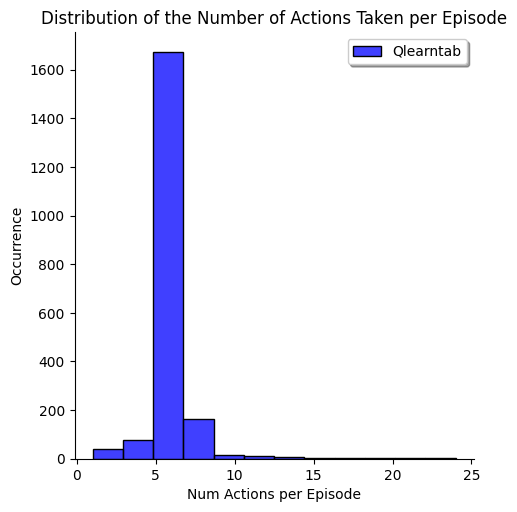 Distribution of the Number of Actions Taken per Episode
Qlearntab
1600
1400
1200
1000
800
600
400
200
0
Occurrence
0 5 10 15 20 25
Num Actions per Episode